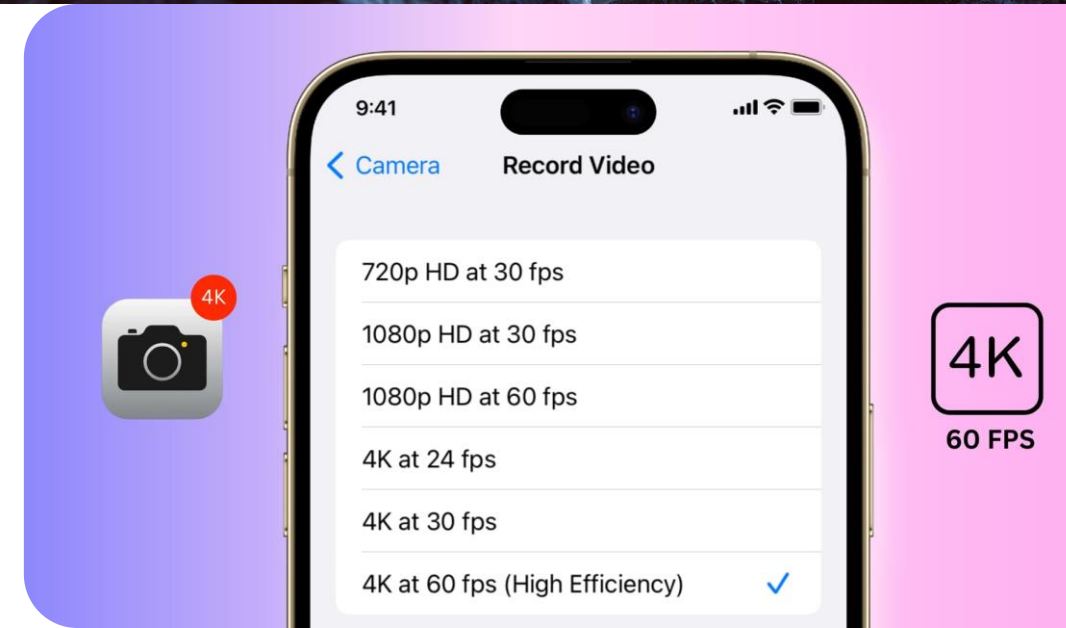 9:41
Camera Record Video
720p HD at 30 fps
1080p HD at 30 fps
1080p HD at 60 fps
4K at 24 fps
4K at 30 fps
4K at 60 fps (High Efficiency)
4K
4K
60 FPS